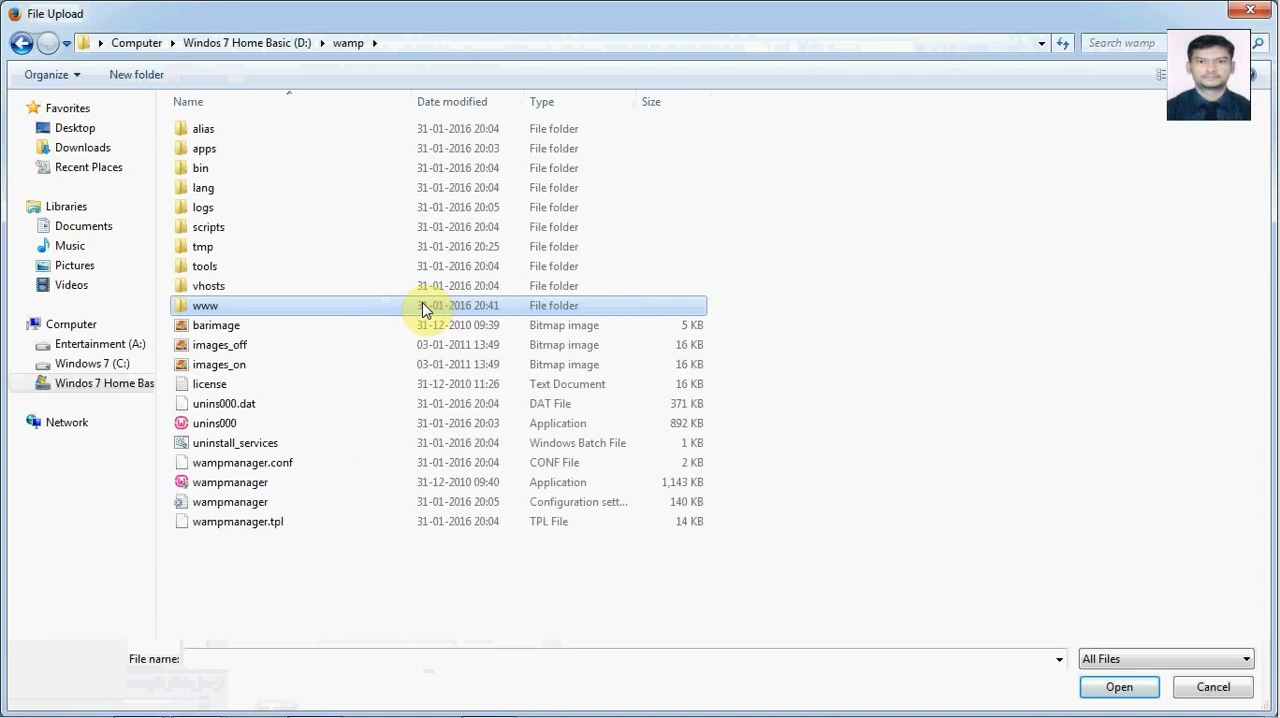 File Upload
Computer Windos 7 Home Basic (D:) wamp
Search wamp
Organize New folder
Name Date modified Type Size
Favorites
Desktop
Downloads
Recent Places
Libraries
Documents
Music
Pictures
Videos
Computer
Entertainment (A:)
Windows 7 (C:)
Windos 7 Home Bas
Network
alias 31-01-2016 20:04 File folder
apps 31-01-2016 20:03 File folder
bin 31-01-2016 20:04 File folder
lang 31-01-2016 20:04 File folder
logs 31-01-2016 20:05 File folder
scripts 31-01-2016 20:04 File folder
tmp 31-01-2016 20:25 File folder
tools 31-01-2016 20:04 File folder
vhosts 31-01-2016 20:04 File folder
www 31-01-2016 20:41 File folder
barimage 31-12-2010 09:39 Bitmap image 5 KB
images_off 03-01-2011 13:49 Bitmap image 16 KB
images_on 03-01-2011 13:49 Bitmap image 16 KB
license 31-12-2010 11:26 Text Document 16 KB
unins000.dat 31-01-2016 20:04 DAT File 371 KB
unins000 31-01-2016 20:03 Application 892 KB
uninstall_services 31-01-2016 20:04 Windows Batch File 1 KB
wampmanager.conf 31-01-2016 20:04 CONF File 2 KB
wampmanager 31-12-2010 09:40 Application 1,143 KB
wampmanager 31-01-2016 20:05 Configuration sett... 140 KB
wampmanager.tpl 31-01-2016 20:04 TPL File 14 KB
File name: All Files
Open Cancel